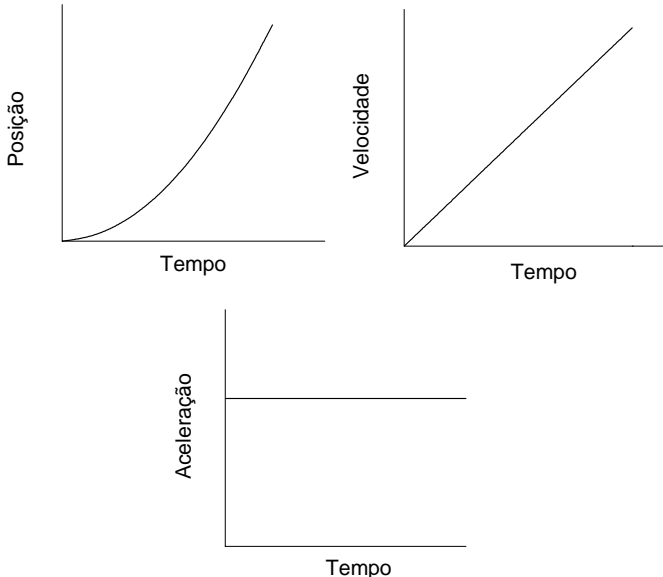 Posição
Tempo
Velocidade
Tempo
Aceleração
Tempo